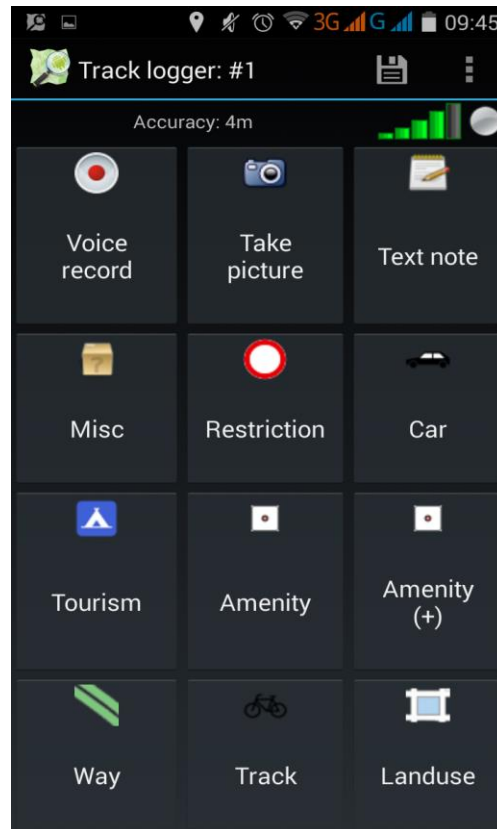 3G G 09:45
Track logger: #1
Accuracy: 4m
Voice record
Take picture
Text note
Misc
Restriction
Car
Tourism
Amenity
Amenity (+)
Way
Track
Landuse